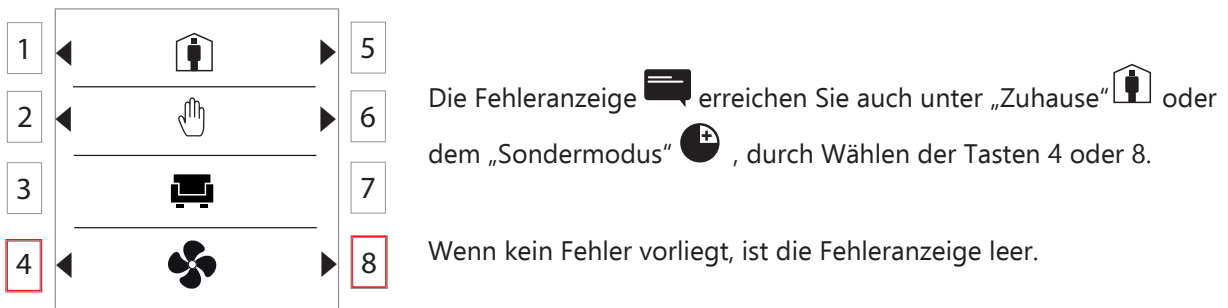 1
5
2
6
3
7
4
8
Die Fehleranzeige erreichen Sie auch unter „Zuhause“ oder
dem „Sondermodus“ , durch Wählen der Tasten 4 oder 8.
Wenn kein Fehler vorliegt, ist die Fehleranzeige leer.